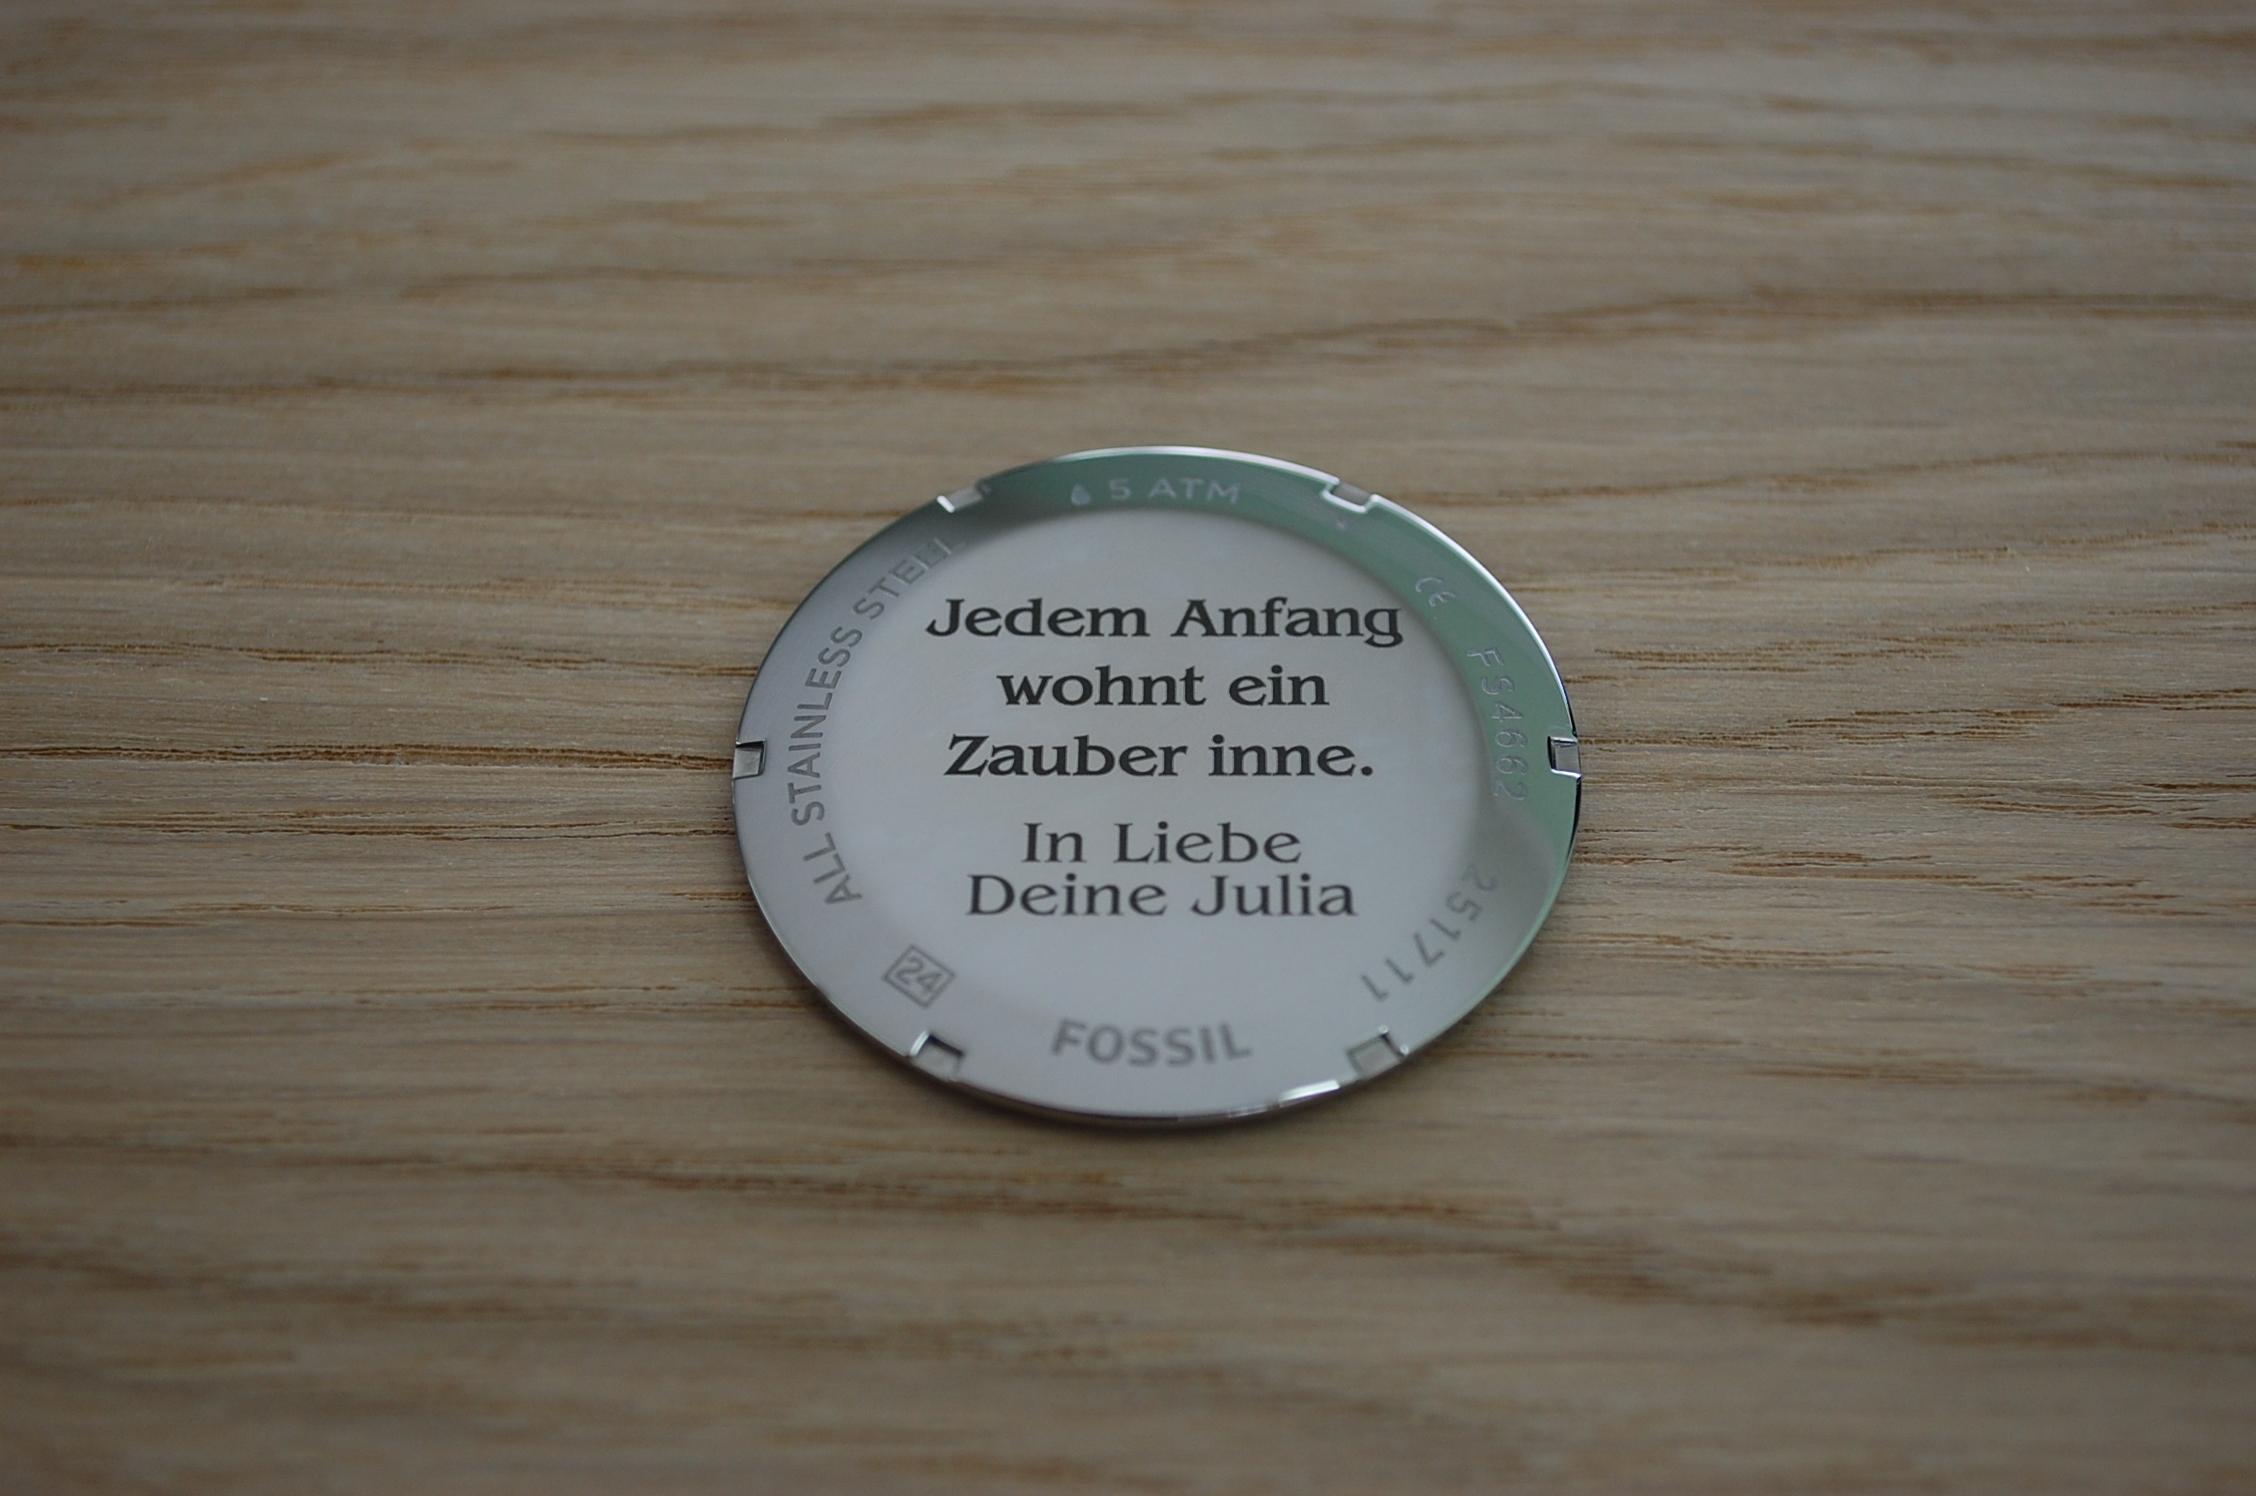 5 ATM
CE FS4662
251711
ALL STAINLESS STEEL
Jedem Anfang
wohnt ein
Zauber inne.
In Liebe
Deine Julia
24
FOSSIL